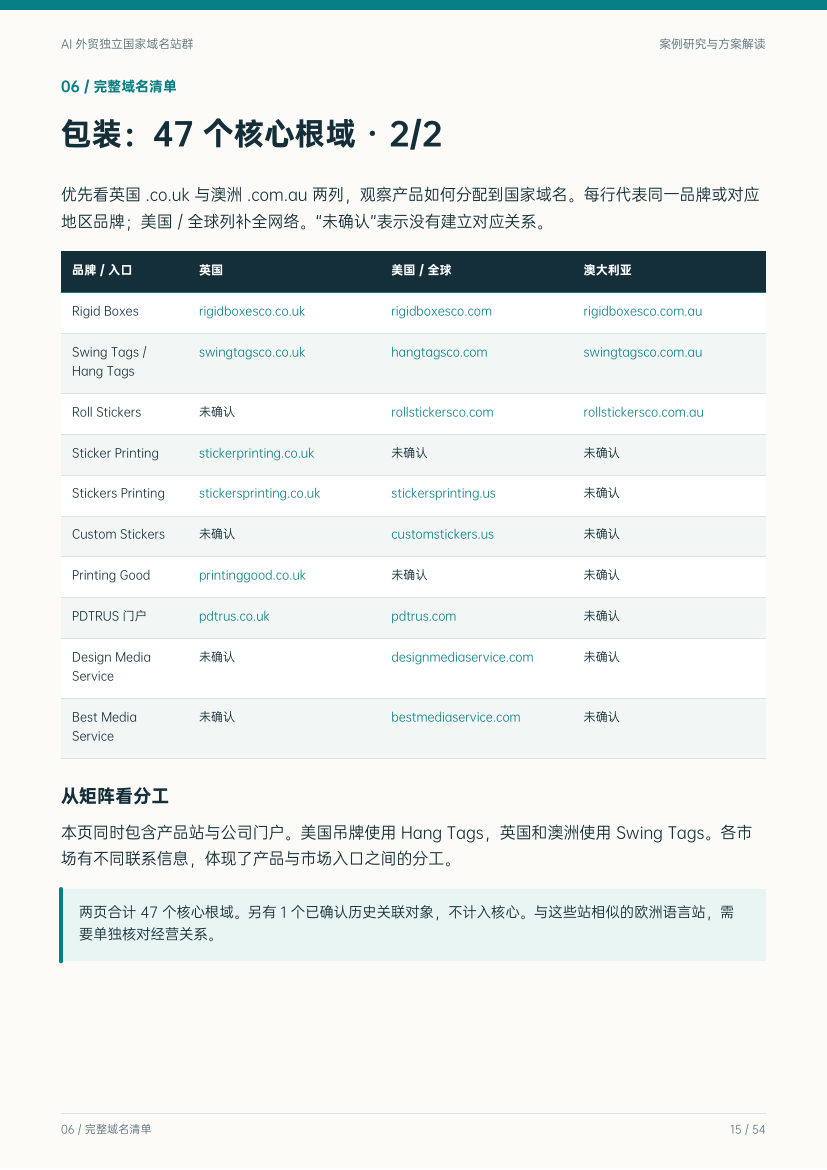 AI 外贸独立国家域名站群
案例研究与方案解读
06 / 完整域名清单
包装：47 个核心根域 · 2/2
优先看英国 .co.uk 与澳洲 .com.au 两列，观察产品如何分配到国家域名。每行代表同一品牌或对应
地区品牌；美国 / 全球列补全网络。“未确认”表示没有建立对应关系。
品牌 / 入口 英国 美国 / 全球 澳大利亚
Rigid Boxes rigidboxesco.co.uk rigidboxesco.com rigidboxesco.com.au
Swing Tags / swingtagsco.co.uk hangtagsco.com swingtagsco.com.au
Hang Tags
Roll Stickers 未确认 rollstickersco.com rollstickersco.com.au
Sticker Printing stickerprinting.co.uk 未确认 未确认
Stickers Printing stickersprinting.co.uk stickersprinting.us 未确认
Custom Stickers 未确认 customstickers.us 未确认
Printing Good printinggood.co.uk 未确认 未确认
PDTRUS 门户 pdtrus.co.uk pdtrus.com 未确认
Design Media 未确认 designmediaservice.com 未确认
Service
Best Media 未确认 bestmediaservice.com 未确认
Service
从矩阵看分工
本页同时包含产品站与公司门户。美国吊牌使用 Hang Tags，英国和澳洲使用 Swing Tags。各市
场有不同联系信息，体现了产品与市场入口之间的分工。
两页合计 47 个核心根域。另有 1 个已确认历史关联对象，不计入核心。与这些站相似的欧洲语言站，需
要单独核对经营关系。
06 / 完整域名清单
15 / 54